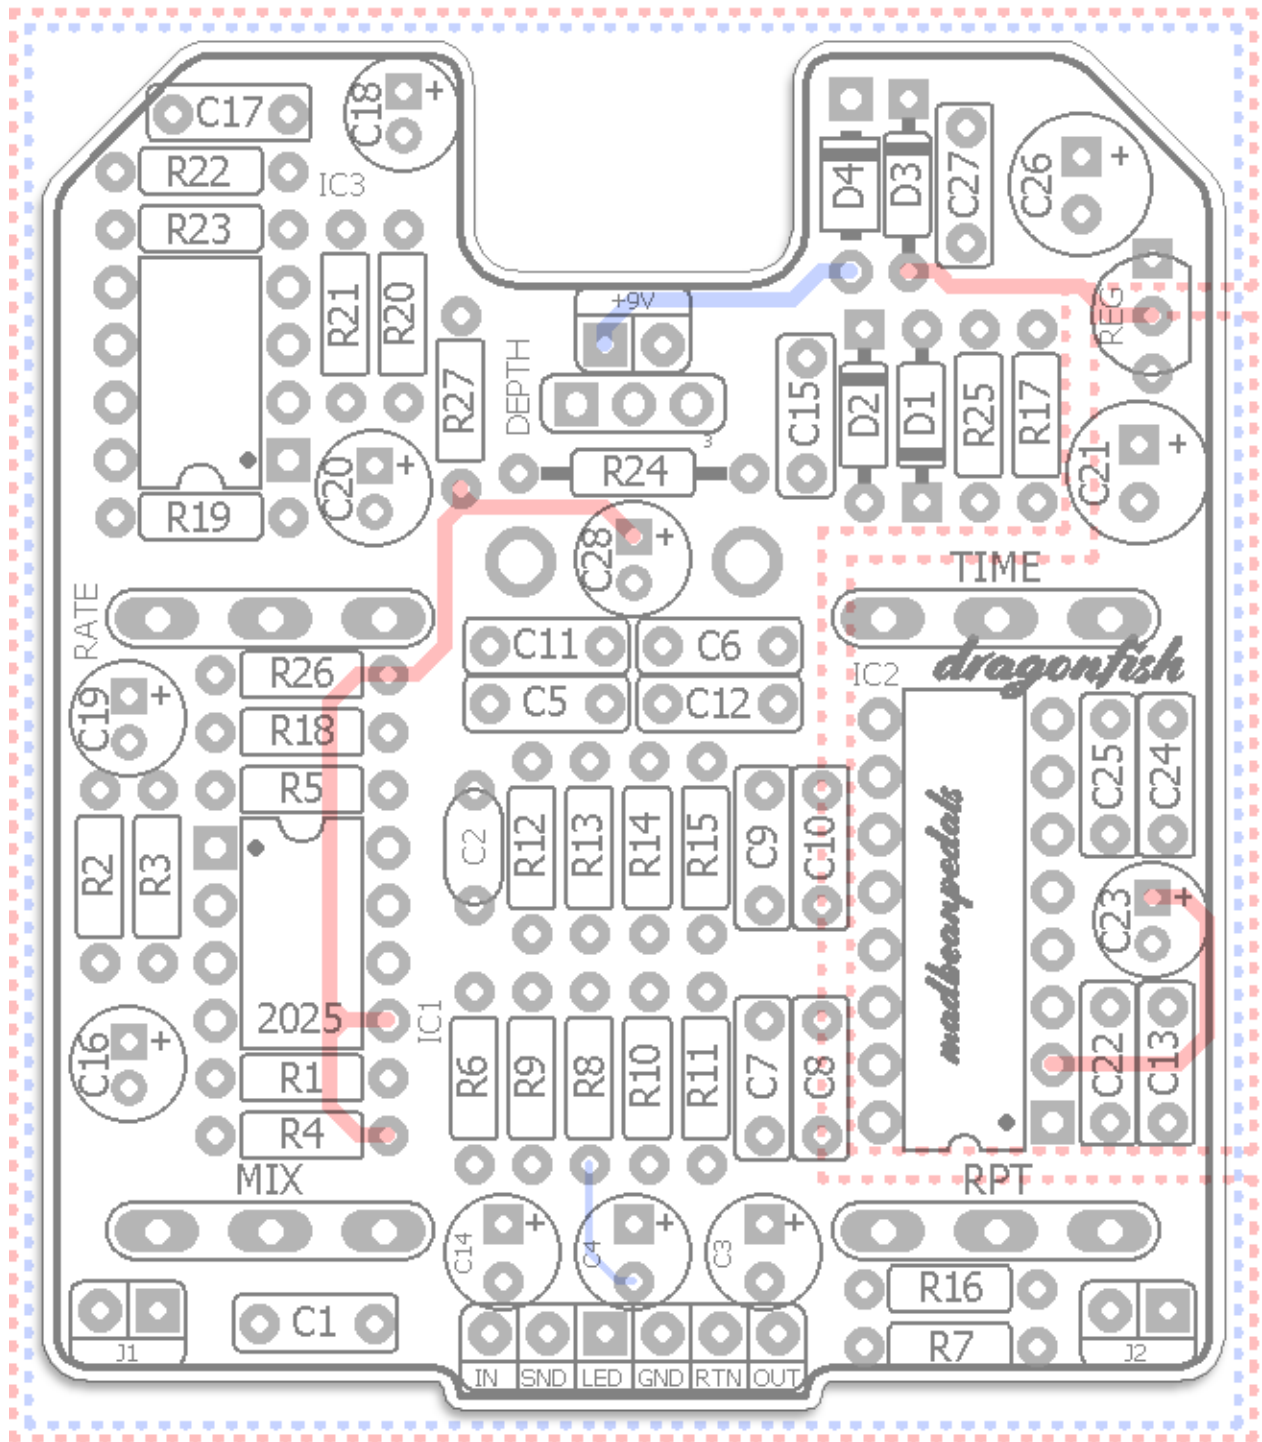 C17
C18
+
R22
IC3
R23
R21
R20
R27
+9V
DEPTH
3
D4
D3
C27
C26
+
REG
C15
D2
D1
R25
R17
C21
+
C20
+
R19
R24
C28
+
RATE
TIME
dragonfish
C11
C6
C5
C12
IC2
R26
C19
+
R18
R5
R2
R3
C2
R12
R13
R14
R15
C9
C10
madbeanpedals
C25
C24
C23
+
2025
IC1
C16
+
R1
R4
R6
R9
R8
R10
R11
C7
C8
C22
C13
MIX
RPT
C14
+
C4
+
C3
+
J1
C1
IN
SND
LED
GND
RTN
OUT
R16
R7
J2